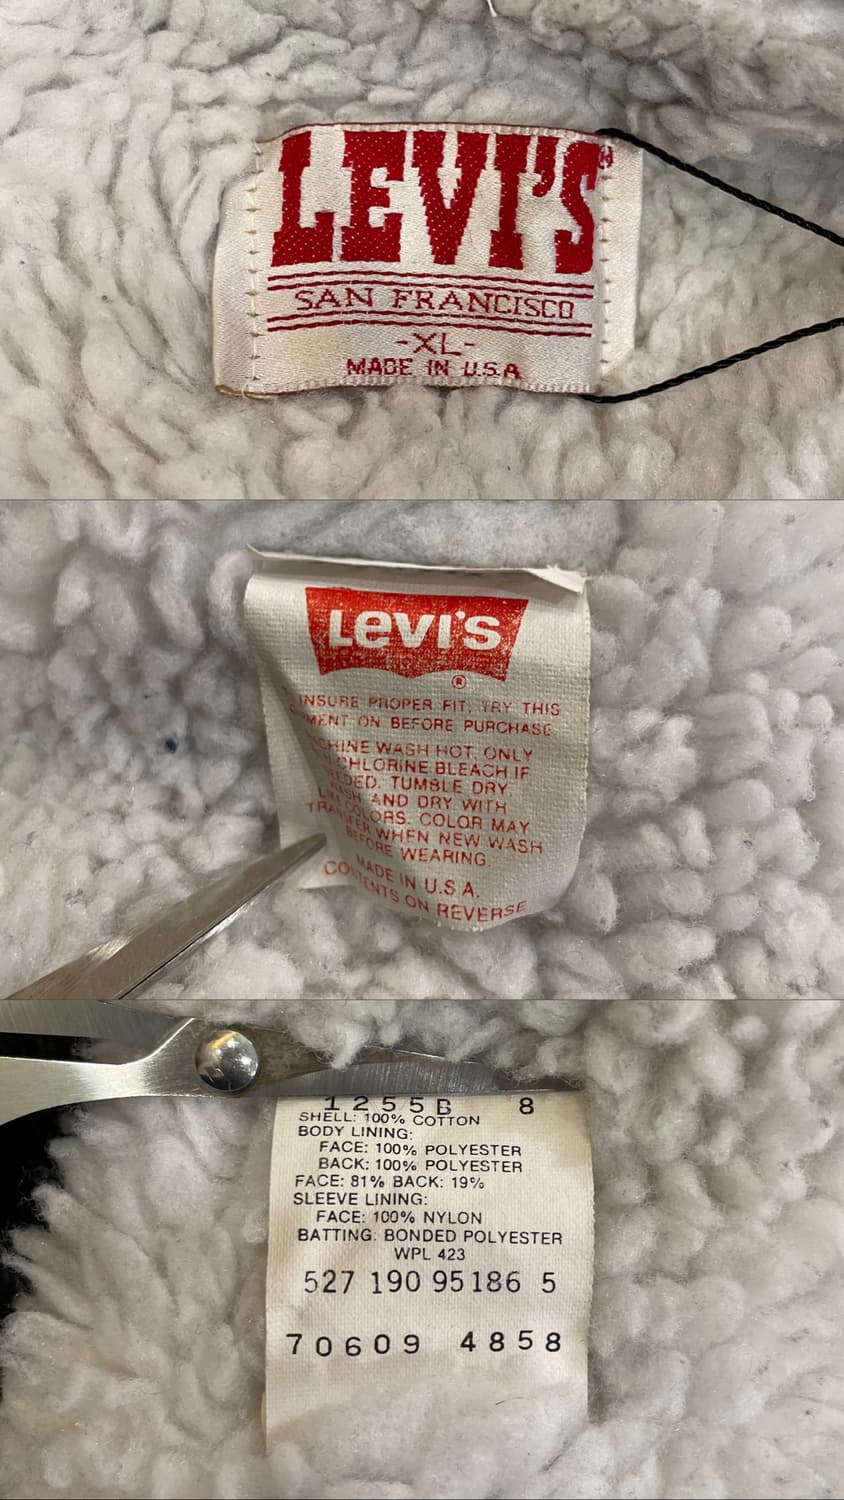 LEVI'S®
SAN FRANCISCO
-XL-
MADE IN U.S.A
Levi's
®
INSURE PROPER FIT, TRY THIS
MENT ON BEFORE PURCHASE
CHINE WASH HOT, ONLY
CHLORINE BLEACH IF
EDED. TUMBLE DRY.
WASH AND DRY WITH
LIKE COLORS. COLOR MAY
TRANSFER WHEN NEW WASH
BEFORE WEARING
MADE IN U.S.A.
CONTENTS ON REVERSE
1255B 8
SHELL: 100% COTTON
BODY LINING:
FACE: 100% POLYESTER
BACK: 100% POLYESTER
FACE: 81% BACK: 19%
SLEEVE LINING:
FACE: 100% NYLON
BATTING: BONDED POLYESTER
WPL 423
527 190 95186 5
70609 4858